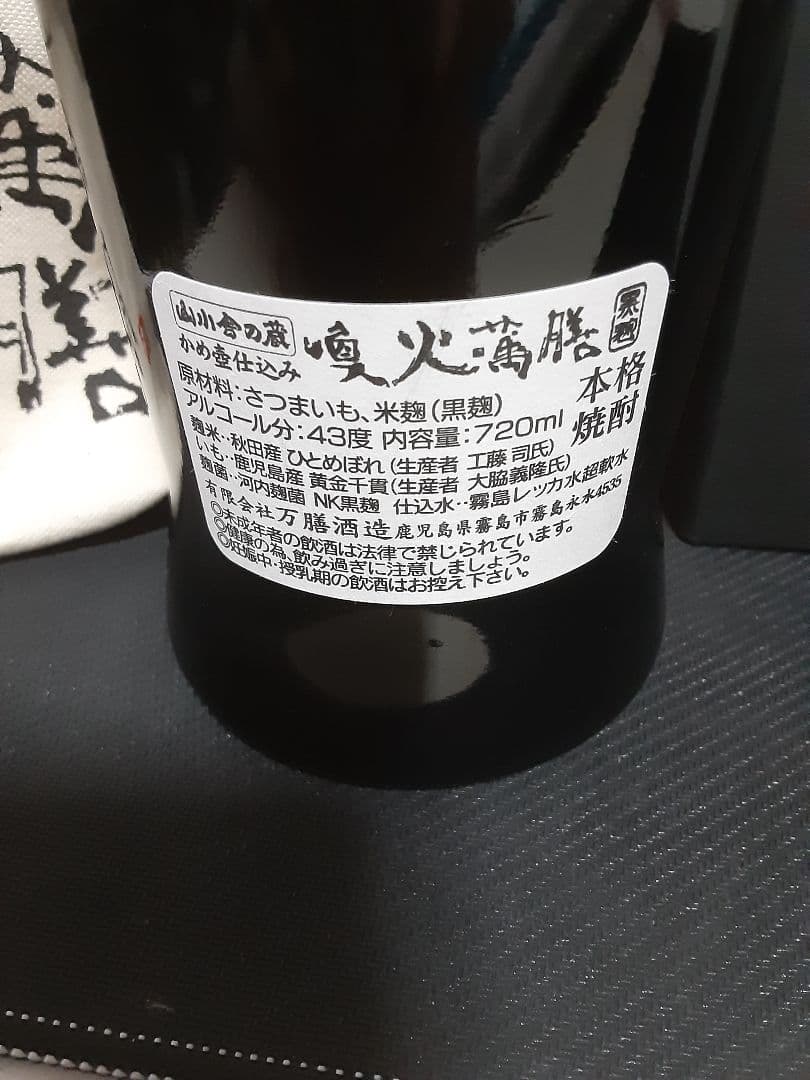 山小舎の蔵
かめ壺仕込み
噴火萬膳
黒麹
本格
焼酎
原材料:さつまいも、米麹(黒麹)
アルコール分:43度 内容量:720ml
麹米‥秋田産 ひとめぼれ(生産者 工藤 司氏)
いも‥鹿児島産 黄金千貫(生産者 大脇義隆氏)
麹菌‥河内麹菌 NK黒麹 仕込水‥霧島レッカ水超軟水
有限会社万膳酒造 鹿児島県霧島市霧島永水4535
◎未成年者の飲酒は法律で禁じられています。
◎健康の為、飲み過ぎに注意しましょう。
◎妊娠中・授乳期の飲酒はお控え下さい。
萬
膳